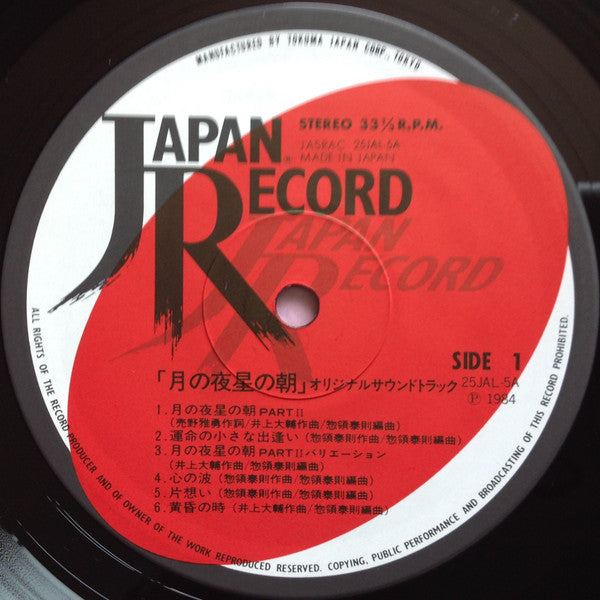 MANUFACTURED BY TOKUMA JAPAN CORP., TOKYO
JAPAN
RECORD
STEREO 33⅓ R.P.M.
JASRAC 25JAL-5A
MADE IN JAPAN
JAPAN
RECORD
SIDE 1
「月の夜星の朝」オリジナルサウンドトラック 25JAL-5A
Ⓟ 1984
1. 月の夜星の朝 PART II
(売野雅勇作詞/井上大輔作曲/惣領泰則編曲)
2. 運命の小さな出逢い (惣領泰則作曲/惣領泰則編曲)
3. 月の夜星の朝 PART II バリエーション
(井上大輔作曲/惣領泰則編曲)
4. 心の波 (惣領泰則作曲/惣領泰則編曲)
5. 片想い (惣領泰則作曲/惣領泰則編曲)
6. 黄昏の時 (井上大輔作曲/惣領泰則編曲)
ALL RIGHTS OF THE RECORD PRODUCER AND OF OWNER OF THE WORK REPRODUCED RESERVED. COPYING, PUBLIC PERFORMANCE AND BROADCASTING OF THIS RECORD PROHIBITED.